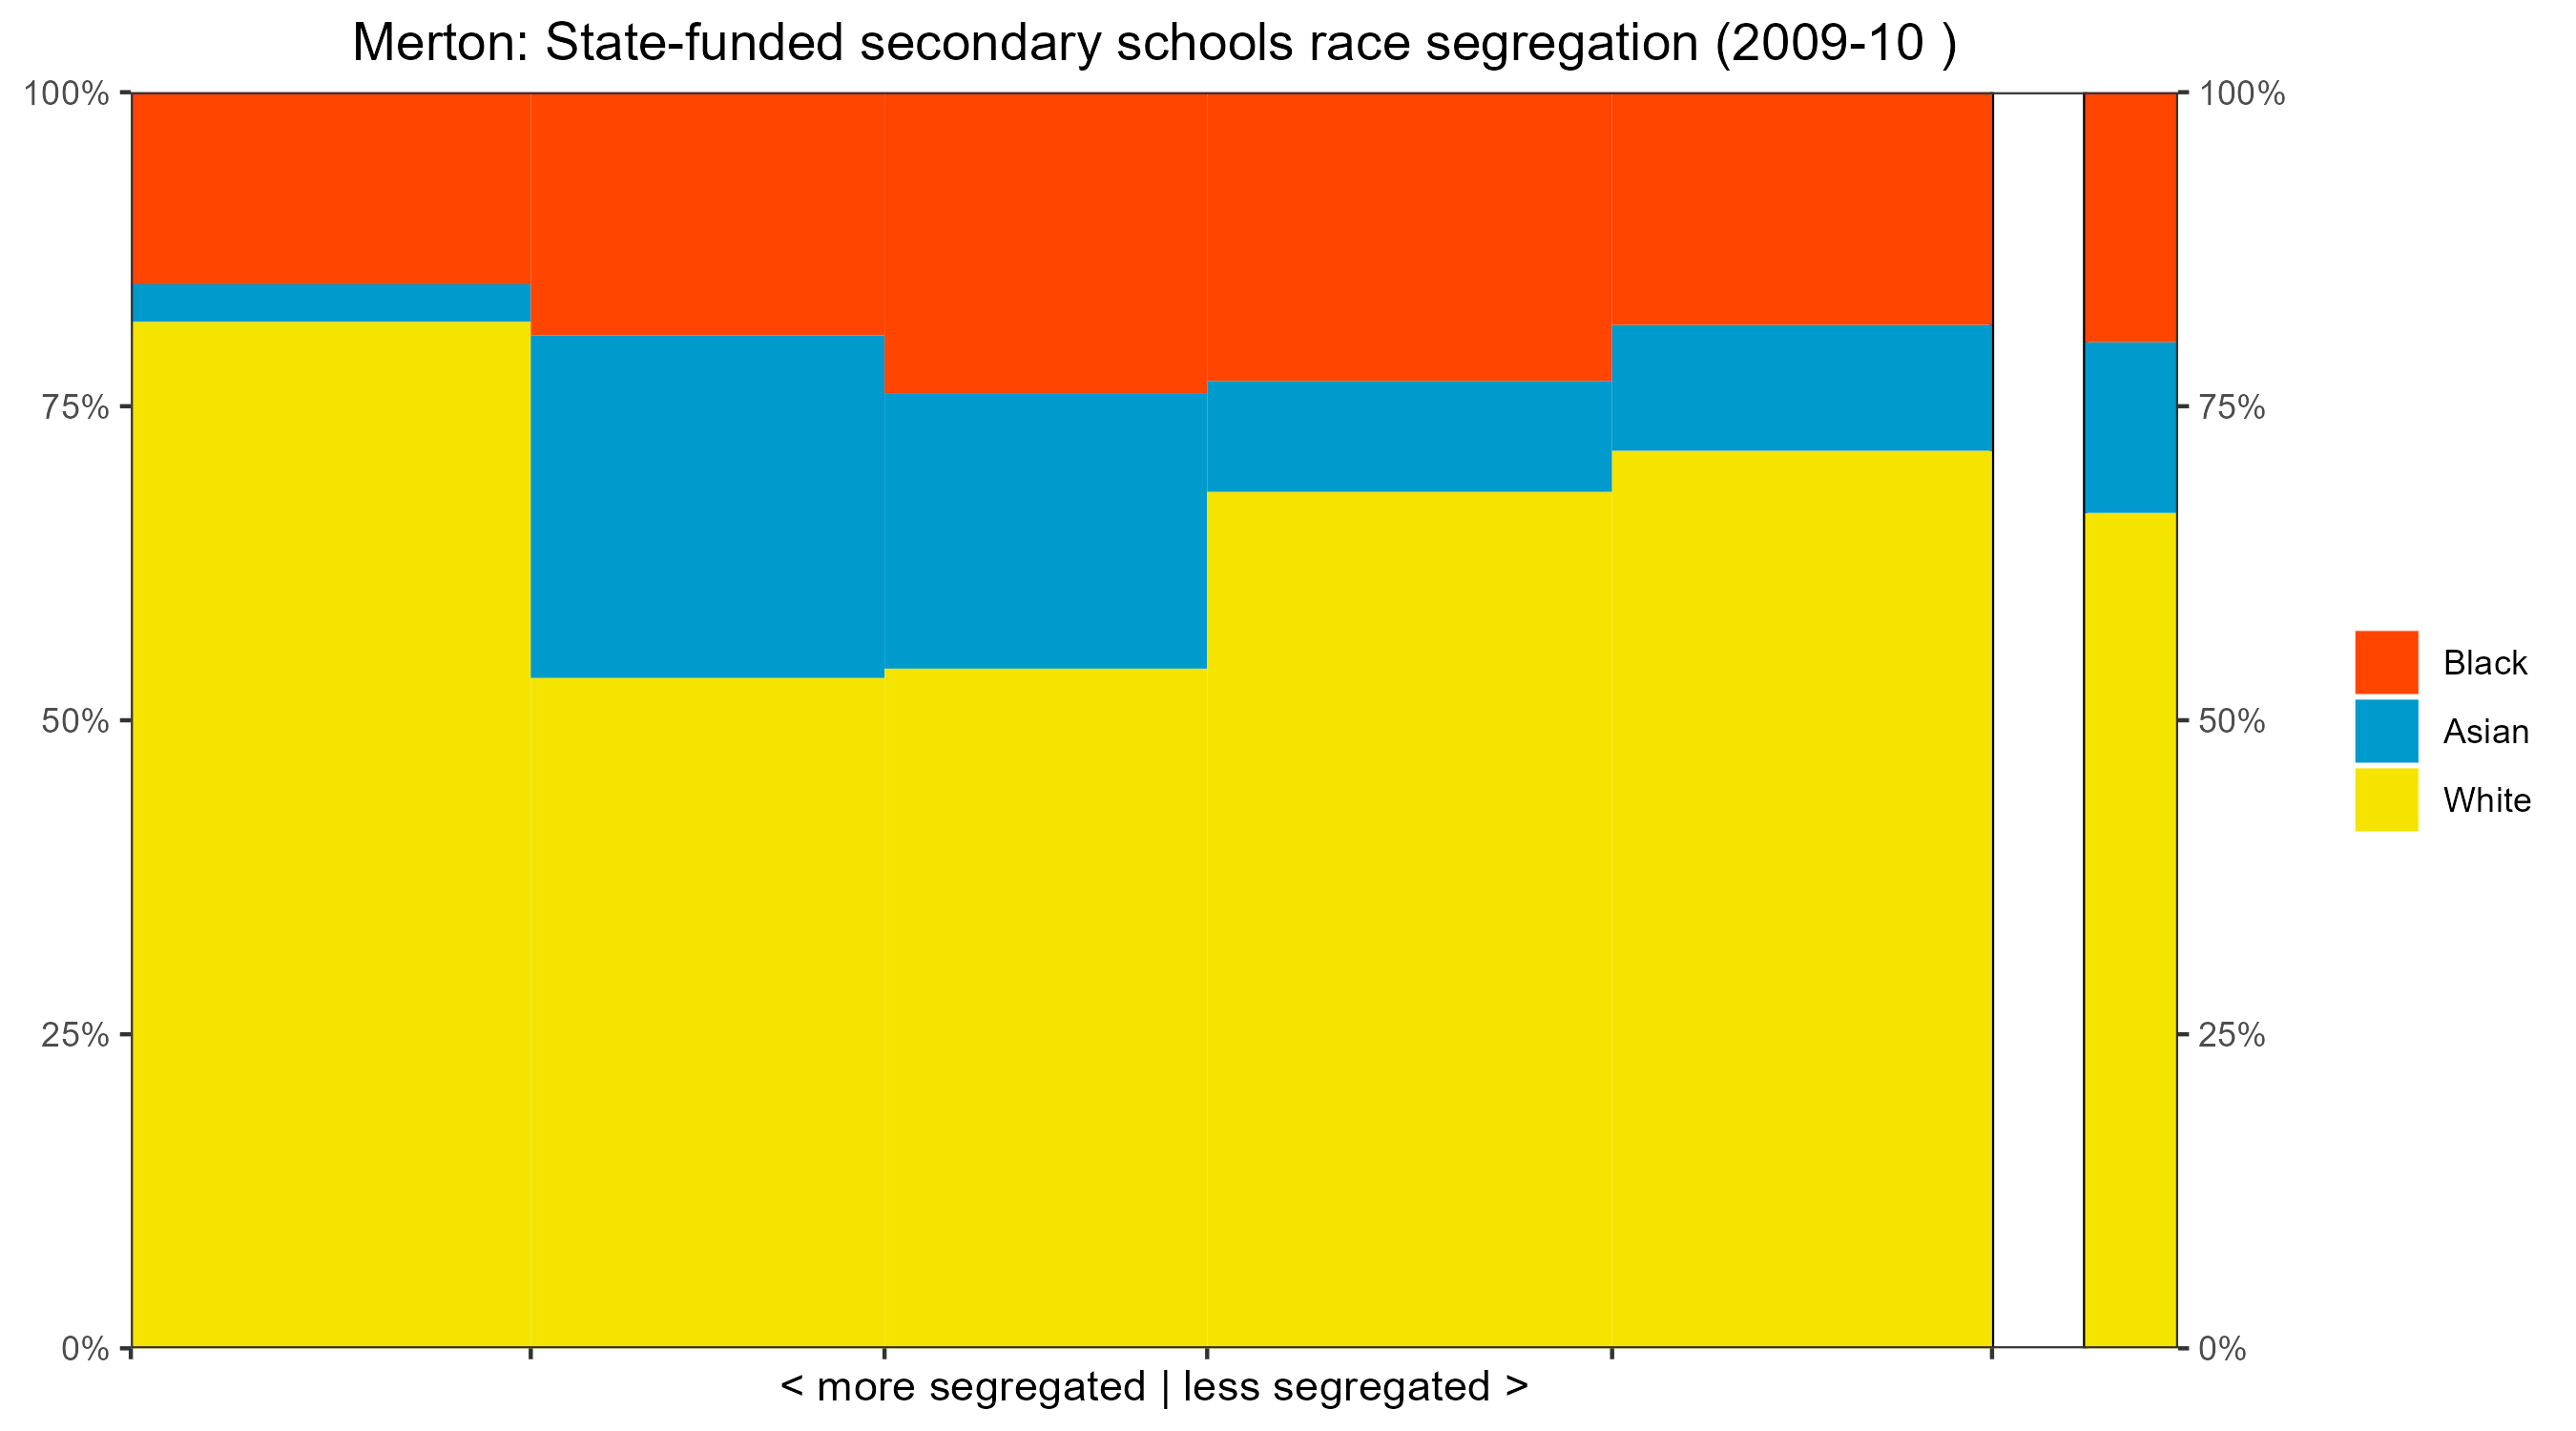 Merton: State-funded secondary schools race segregation (2009-10 )
100%
75%
50%
25%
0%
100%
75%
50%
25%
0%
Black
Asian
White
< more segregated | less segregated >